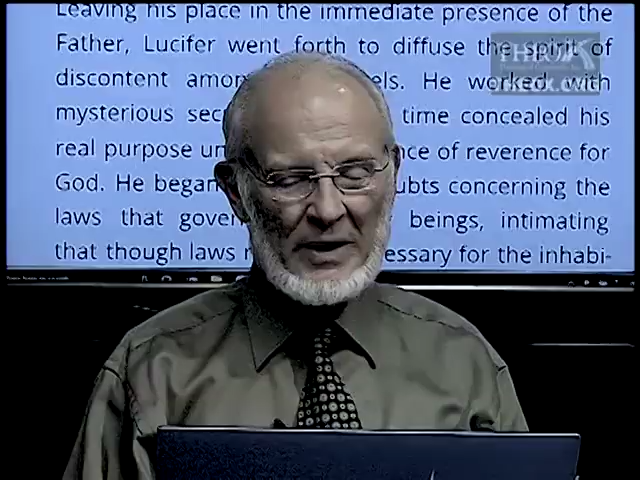 Leaving his place in the immediate presence of the
Father, Lucifer went forth to diffuse the spirit of
discontent among els. He worked with
mysterious sec time concealed his
real purpose un nce of reverence for
God. He began ubts concerning the
laws that gover beings, intimating
that though laws essary for the inhabi-